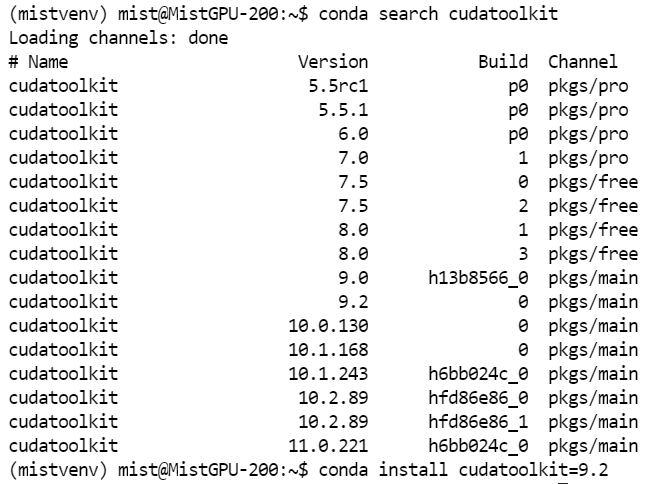 (mistvenv) mist@MistGPU-200:~$ conda search cudatoolkit
Loading channels: done
# Name Version Build Channel
cudatoolkit 5.5rc1 p0 pkgs/pro
cudatoolkit 5.5.1 p0 pkgs/pro
cudatoolkit 6.0 p0 pkgs/pro
cudatoolkit 7.0 1 pkgs/pro
cudatoolkit 7.5 0 pkgs/free
cudatoolkit 7.5 2 pkgs/free
cudatoolkit 8.0 1 pkgs/free
cudatoolkit 8.0 3 pkgs/free
cudatoolkit 9.0 h13b8566_0 pkgs/main
cudatoolkit 9.2 0 pkgs/main
cudatoolkit 10.0.130 0 pkgs/main
cudatoolkit 10.1.168 0 pkgs/main
cudatoolkit 10.1.243 h6bb024c_0 pkgs/main
cudatoolkit 10.2.89 hfd86e86_0 pkgs/main
cudatoolkit 10.2.89 hfd86e86_1 pkgs/main
cudatoolkit 11.0.221 h6bb024c_0 pkgs/main
(mistvenv) mist@MistGPU-200:~$ conda install cudatoolkit=9.2